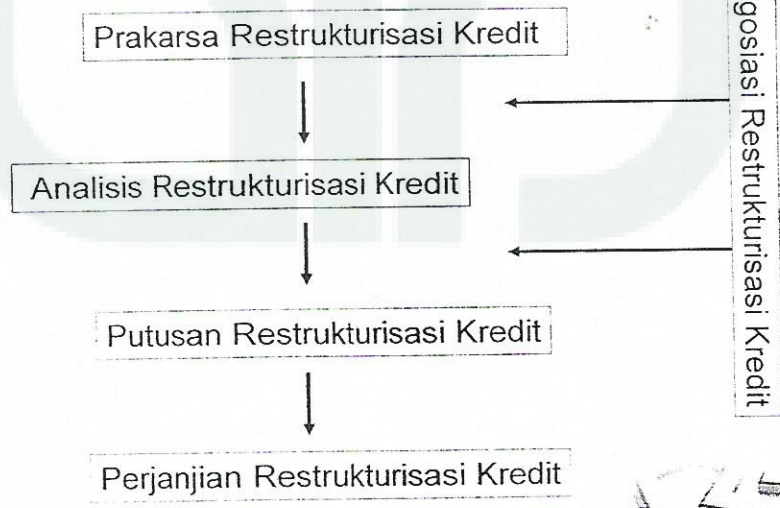 Prakarsa Restrukturisasi Kredit
Analisis Restrukturisasi Kredit
Putusan Restrukturisasi Kredit
Perjanjian Restrukturisasi Kredit
gosiasi Restrukturisasi Kredit